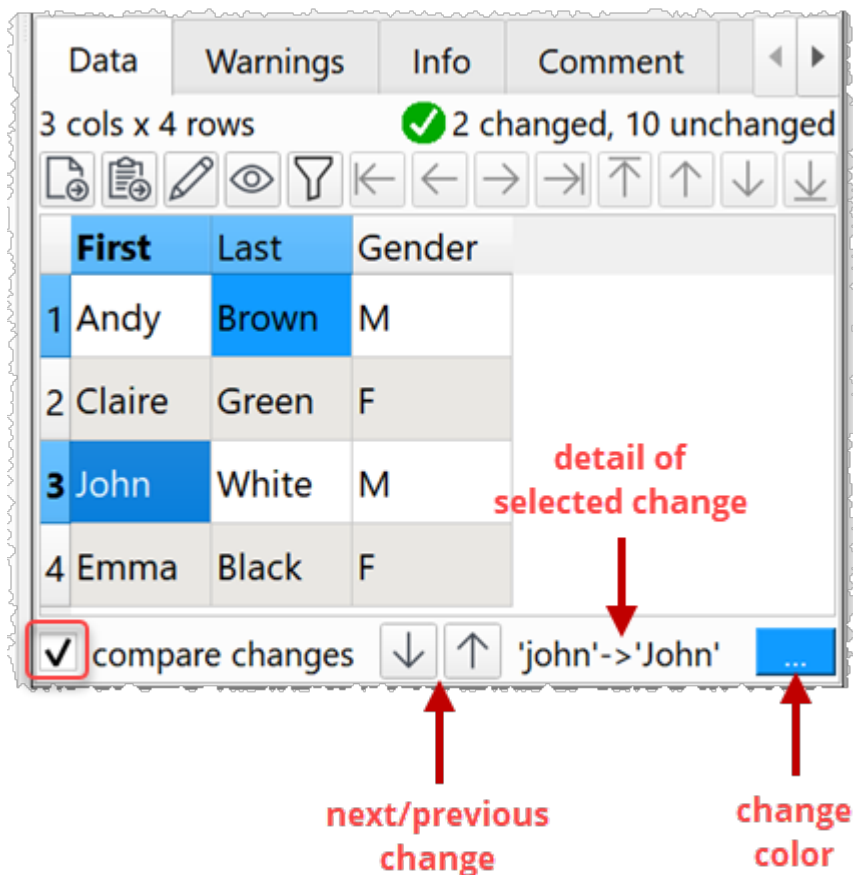 Data Warnings Info Comment
3 cols x 4 rows 2 changed, 10 unchanged
First Last Gender
1 Andy Brown M
2 Claire Green F
3 John White M
4 Emma Black F
detail of
selected change
compare changes 'john'->'John' ...
next/previous
change
change
color